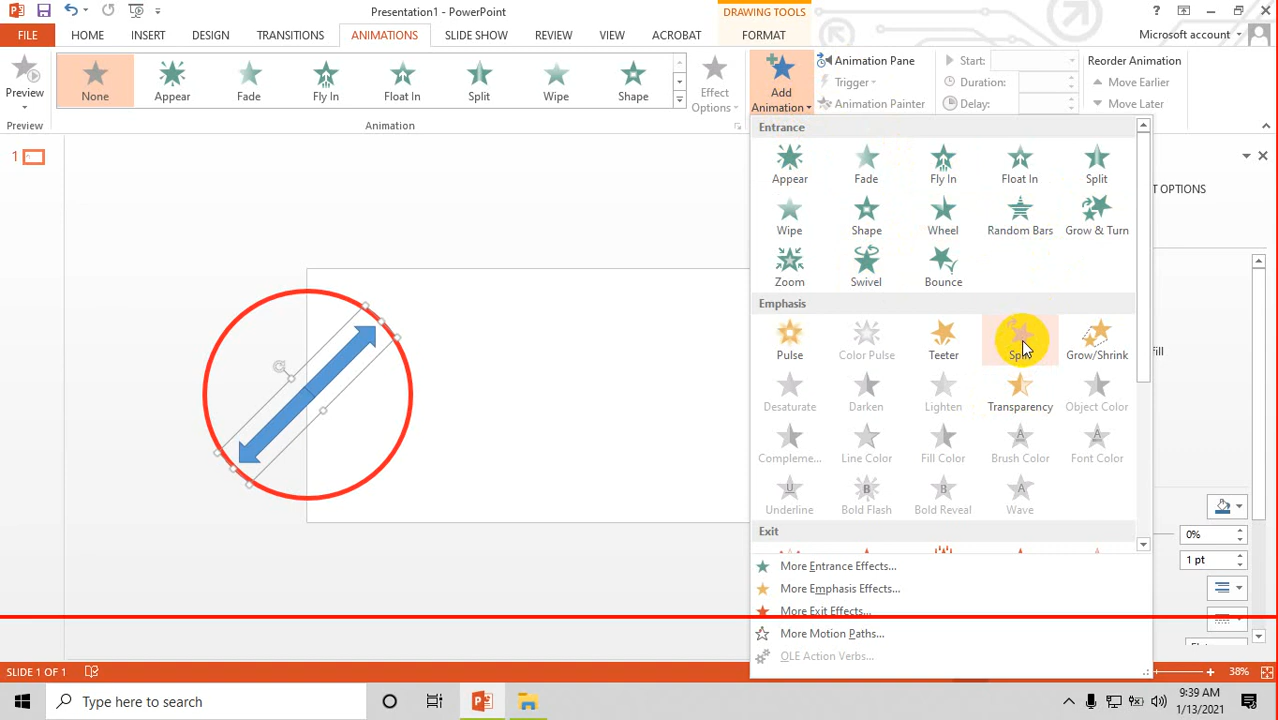 Presentation1 - PowerPoint
DRAWING TOOLS
?
FILE
HOME
INSERT
DESIGN
TRANSITIONS
ANIMATIONS
SLIDE SHOW
REVIEW
VIEW
ACROBAT
FORMAT
Microsoft account
Preview
None
Appear
Fade
Fly In
Float In
Split
Wipe
Shape
Effect
Options
Add
Animation
Animation Pane
Trigger
Animation Painter
Start:
Duration:
Delay:
Reorder Animation
Move Earlier
Move Later
Preview
Animation
Entrance
Appear
Fade
Fly In
Float In
Split
Wipe
Shape
Wheel
Random Bars
Grow & Turn
Zoom
Swivel
Bounce
Emphasis
Pulse
Color Pulse
Teeter
Grow/Shrink
Desaturate
Darken
Lighten
Transparency
Object Color
Compleme...
Line Color
Fill Color
Brush Color
Font Color
Underline
Bold Flash
Bold Reveal
Wave
Exit
More Entrance Effects...
More Emphasis Effects...
More Exit Effects...
More Motion Paths...
OLE Action Verbs...
1
T OPTIONS
fill
0%
1 pt
SLIDE 1 OF 1
38%
Type here to search
9:39 AM
1/13/2021